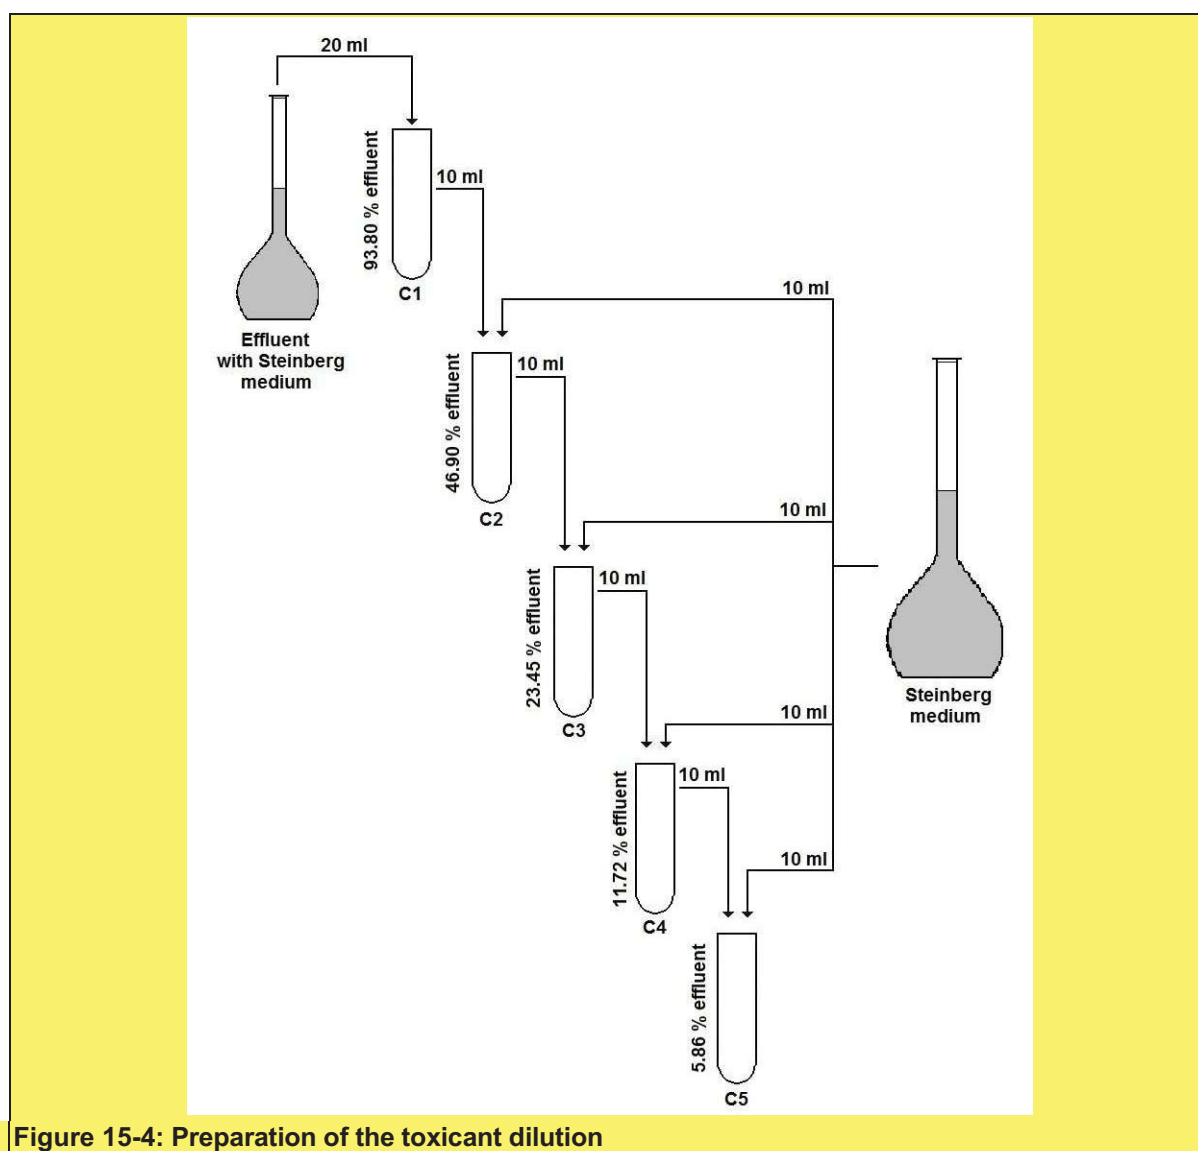 20 ml
93.80 % effluent
10 ml
C1
Effluent
with Steinberg
medium
10 ml
46.90 % effluent
10 ml
C2
10 ml
23.45 % effluent
10 ml
C3
Steinberg
medium
10 ml
11.72 % effluent
10 ml
C4
10 ml
5.86 % effluent
C5
Figure 15-4: Preparation of the toxicant dilution